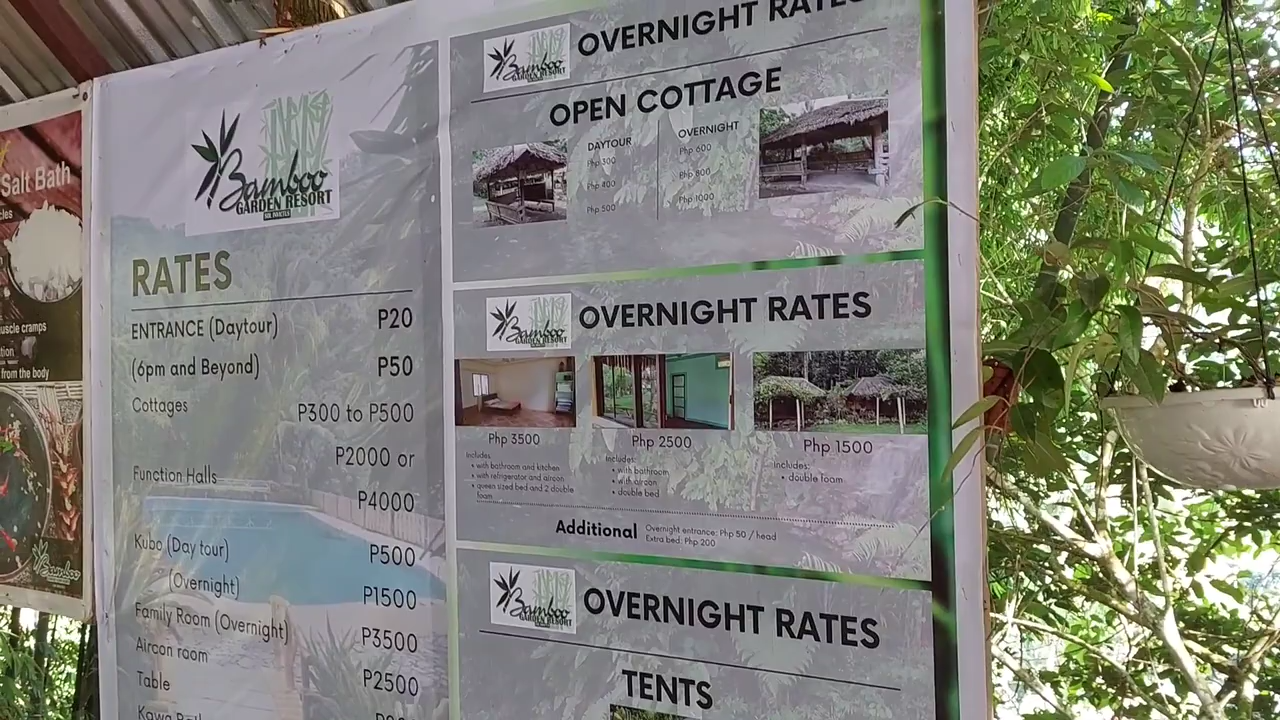 Salt Bath
cles
uscle cramps
ation
from the body
Bamboo
Bamboo
GARDEN RESORT
RATES
ENTRANCE (Daytour) P20
(6pm and Beyond) P50
Cottages P300 to P500
Function Halls P2000 or
P4000
Kubo (Day tour) P500
(Overnight) P1500
Family Room (Overnight) P3500
Aircon room P2500
Table
Kawa Bath
Bamboo
GARDEN RESORT
OVERNIGHT RATES
OPEN COTTAGE
DAYTOUR
Php 300
Php 400
Php 500
OVERNIGHT
Php 600
Php 800
Php 1000
Bamboo
GARDEN RESORT
OVERNIGHT RATES
Php 3500
Includes:
• with bathroom and kitchen
• with refrigerator and aircon
• queen sized bed and 2 double
foam
Php 2500
Includes:
• with bathroom
• with aircon
• double bed
Php 1500
Includes:
• double foam
Additional
Overnight entrance: Php 50 / head
Extra bed: Php 200
Bamboo
GARDEN RESORT
OVERNIGHT RATES
TENTS